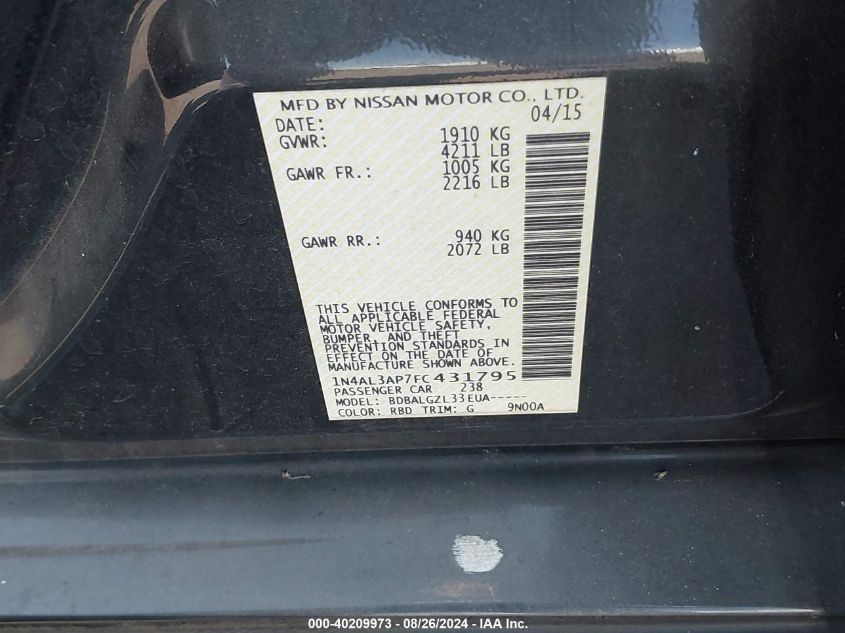 MFD BY NISSAN MOTOR CO., LTD.
DATE: 04/15
GVWR: 1910 KG
4211 LB
GAWR FR.: 1005 KG
2216 LB
GAWR RR.: 940 KG
2072 LB
THIS VEHICLE CONFORMS TO
ALL APPLICABLE FEDERAL
MOTOR VEHICLE SAFETY,
BUMPER, AND THEFT
PREVENTION STANDARDS IN
EFFECT ON THE DATE OF
MANUFACTURE SHOWN ABOVE.
1N4AL3AP7FC431795
PASSENGER CAR 238
MODEL: BDBALGZL33EUA-----
COLOR: RBD TRIM: G 9N00A
000-40209973 - 08/26/2024 - IAA Inc.